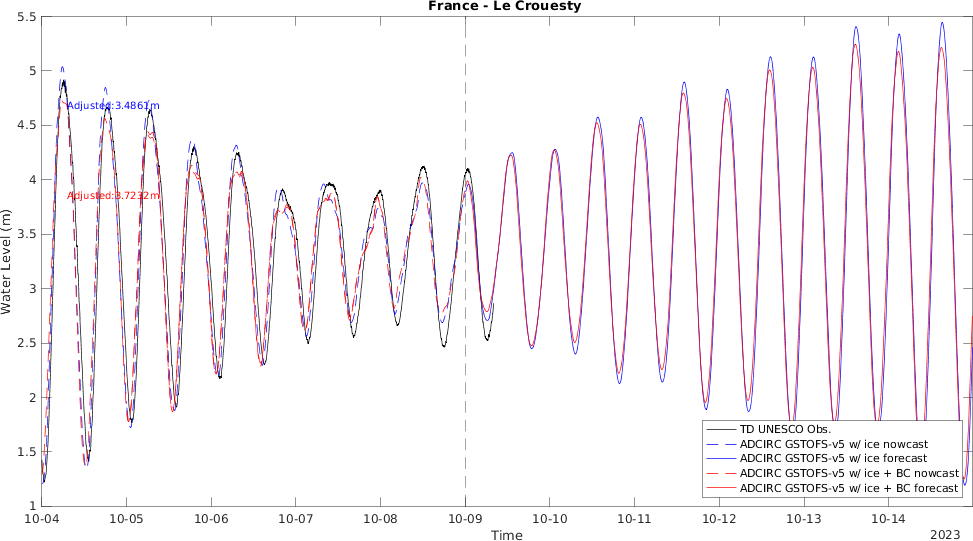 France - Le Crouesty
5.5
5
4.5
4
3.5
3
2.5
2
1.5
1
Water Level (m)
Adjusted:3.4861m
Adjusted:3.7232m
TD UNESCO Obs.
ADCIRC GSTOFS-v5 w/ ice nowcast
ADCIRC GSTOFS-v5 w/ ice forecast
ADCIRC GSTOFS-v5 w/ ice + BC nowcast
ADCIRC GSTOFS-v5 w/ ice + BC forecast
10-04 10-05 10-06 10-07 10-08 10-09 10-10 10-11 10-12 10-13 10-14
Time
2023